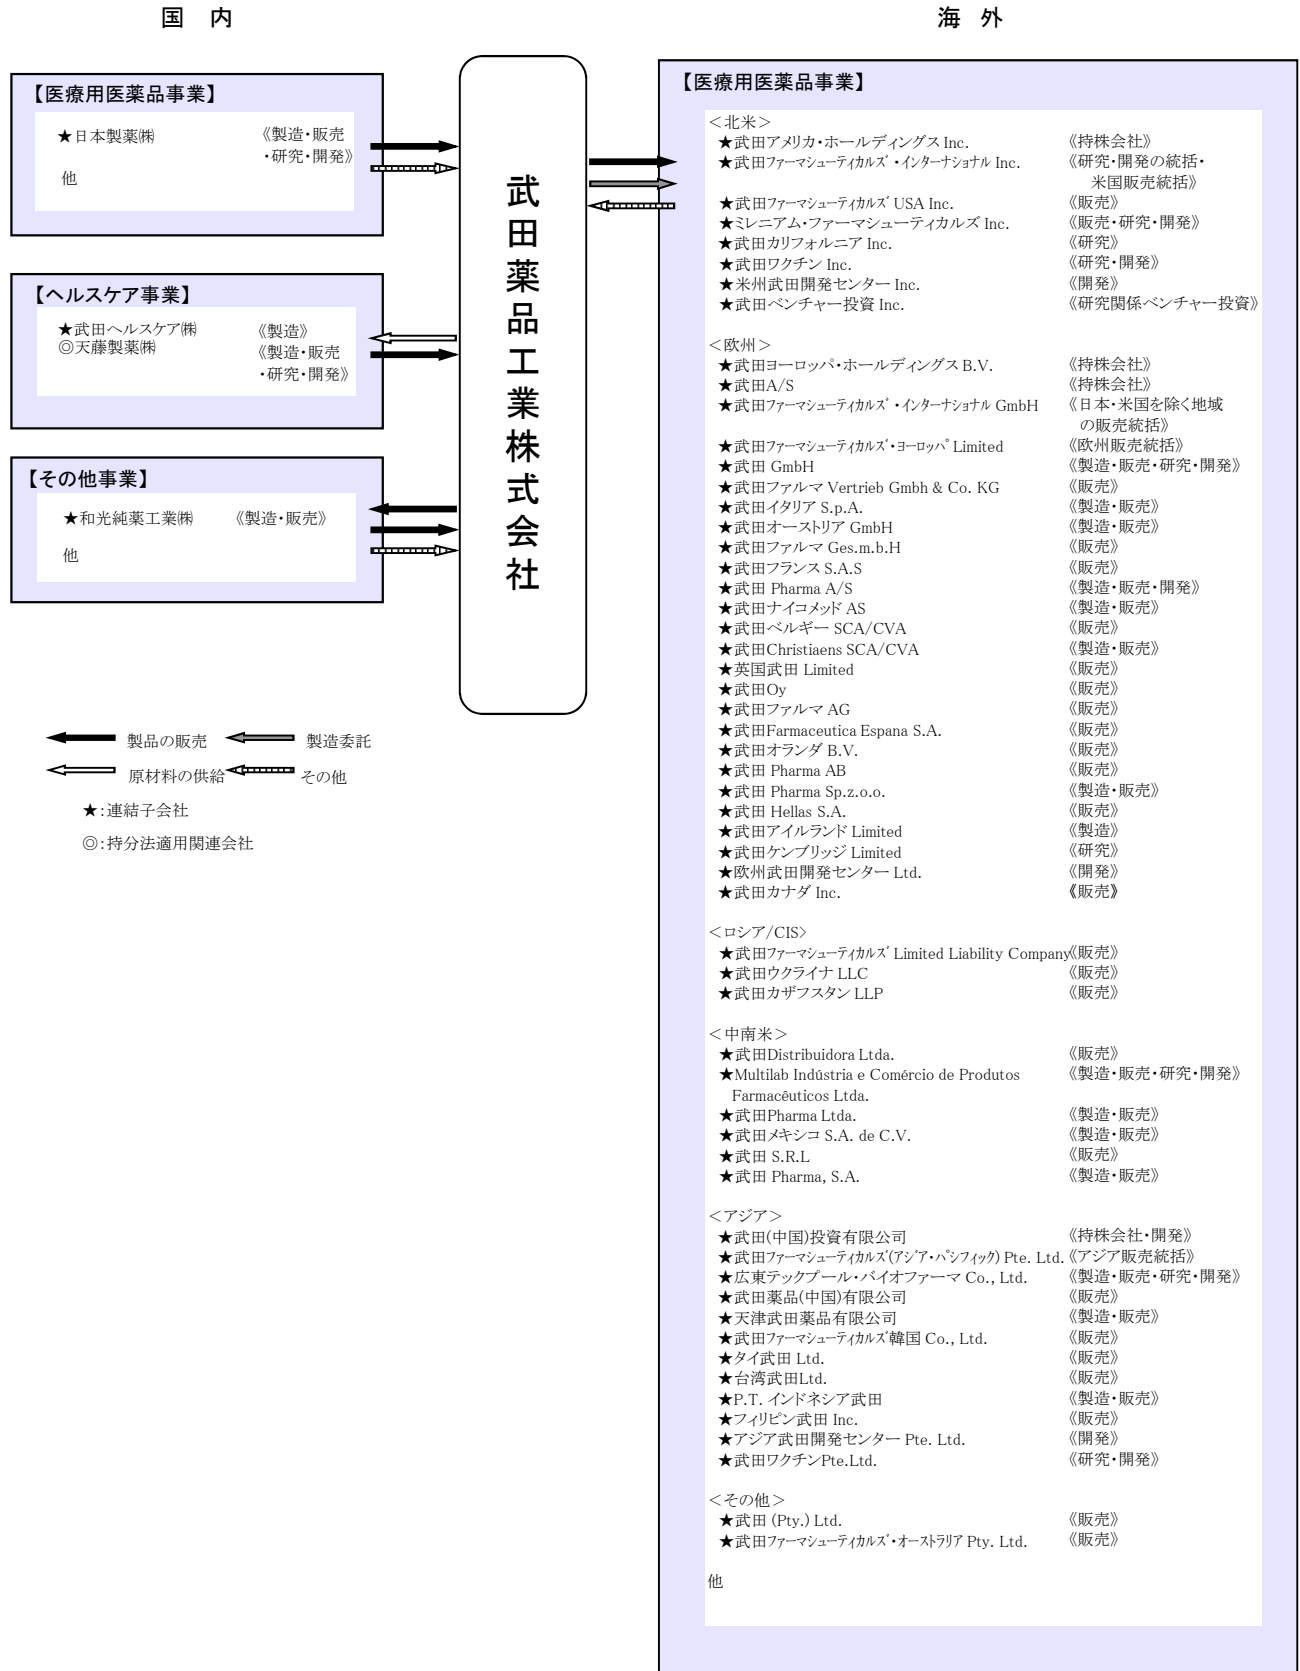 国 内
海 外
【医療用医薬品事業】
★日本製薬㈱ 《製造・販売
・研究・開発》
他
【ヘルスケア事業】
★武田ヘルスケア㈱ 《製造》
◎天藤製薬㈱ 《製造・販売
・研究・開発》
【その他事業】
★和光純薬工業㈱ 《製造・販売》
他
武田薬品工業株式会社
製品の販売 製造委託
原材料の供給 その他
★:連結子会社
◎:持分法適用関連会社
【医療用医薬品事業】
<北米>
★武田アメリカ・ホールディングス Inc. 《持株会社》
★武田ファーマシューティカルズ・インターナショナル Inc. 《研究・開発の統括・
米国販売統括》
★武田ファーマシューティカルズ USA Inc. 《販売》
★ミレニアム・ファーマシューティカルズ Inc. 《販売・研究・開発》
★武田カリフォルニア Inc. 《研究》
★武田ワクチン Inc. 《研究・開発》
★米州武田開発センター Inc. 《開発》
★武田ベンチャー投資 Inc. 《研究関係ベンチャー投資》
<欧州>
★武田ヨーロッパ・ホールディングス B.V. 《持株会社》
★武田A/S 《持株会社》
★武田ファーマシューティカルズ・インターナショナル GmbH 《日本・米国を除く地域
の販売統括》
★武田ファーマシューティカルズ・ヨーロッパ Limited 《欧州販売統括》
★武田 GmbH 《製造・販売・研究・開発》
★武田ファルマ Vertrieb Gmbh & Co. KG 《販売》
★武田イタリア S.p.A. 《製造・販売》
★武田オーストリア GmbH 《製造・販売》
★武田ファルマ Ges.m.b.H 《販売》
★武田フランス S.A.S 《販売》
★武田 Pharma A/S 《製造・販売・開発》
★武田ナイコメッド AS 《製造・販売》
★武田ベルギー SCA/CVA 《販売》
★武田Christiaens SCA/CVA 《製造・販売》
★英国武田 Limited 《販売》
★武田Oy 《販売》
★武田ファルマ AG 《販売》
★武田Farmaceutica Espana S.A. 《販売》
★武田オランダ B.V. 《販売》
★武田 Pharma AB 《販売》
★武田 Pharma Sp.z.o.o. 《製造・販売》
★武田 Hellas S.A. 《販売》
★武田アイルランド Limited 《製造》
★武田ケンブリッジ Limited 《研究》
★欧州武田開発センター Ltd. 《開発》
★武田カナダ Inc. 《販売》
<ロシア/CIS>
★武田ファーマシューティカルズ Limited Liability Company《販売》
★武田ウクライナ LLC 《販売》
★武田カザフスタン LLP 《販売》
<中南米>
★武田Distribuidora Ltda. 《販売》
★Multilab Indústria e Comércio de Produtos 《製造・販売・研究・開発》
Farmacêuticos Ltda.
★武田Pharma Ltda. 《製造・販売》
★武田メキシコ S.A. de C.V. 《製造・販売》
★武田 S.R.L 《販売》
★武田 Pharma, S.A. 《製造・販売》
<アジア>
★武田(中国)投資有限公司 《持株会社・開発》
★武田ファーマシューティカルズ(アジア・パシフィック) Pte. Ltd.《アジア販売統括》
★広東テックプール・バイオファーマ Co., Ltd. 《製造・販売・研究・開発》
★武田薬品(中国)有限公司 《販売》
★天津武田薬品有限公司 《製造・販売》
★武田ファーマシューティカルズ韓国 Co., Ltd. 《販売》
★タイ武田 Ltd. 《販売》
★台湾武田Ltd. 《販売》
★P.T. インドネシア武田 《製造・販売》
★フィリピン武田 Inc. 《販売》
★アジア武田開発センター Pte. Ltd. 《開発》
★武田ワクチンPte.Ltd. 《研究・開発》
<その他>
★武田 (Pty.) Ltd. 《販売》
★武田ファーマシューティカルズ・オーストラリア Pty. Ltd. 《販売》
他